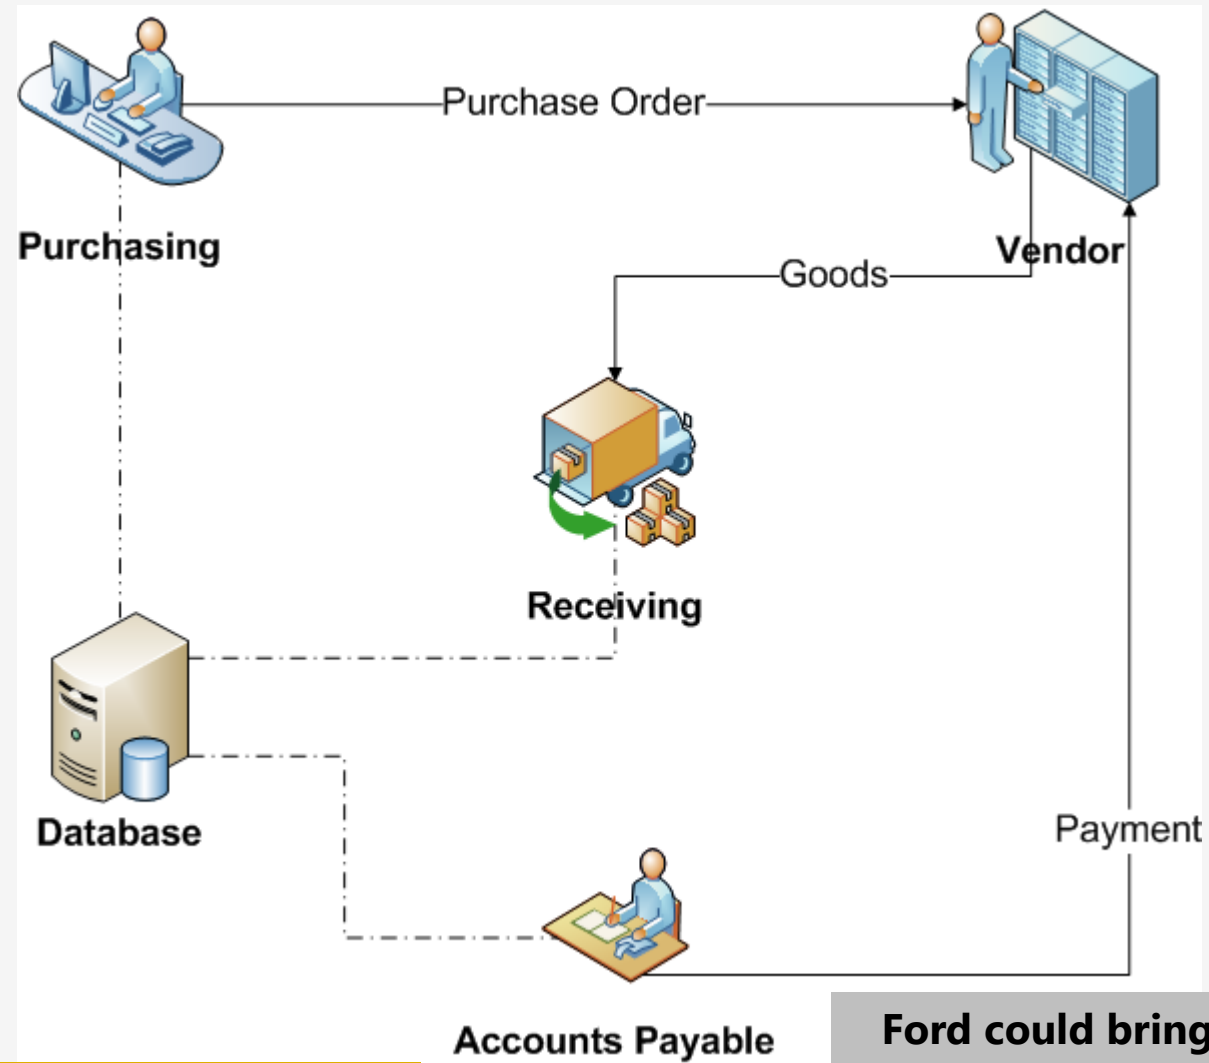 Purchase Order
Purchasing
Vendor
Goods
Receiving
Database
Payment
Accounts Payable
Ford could bring